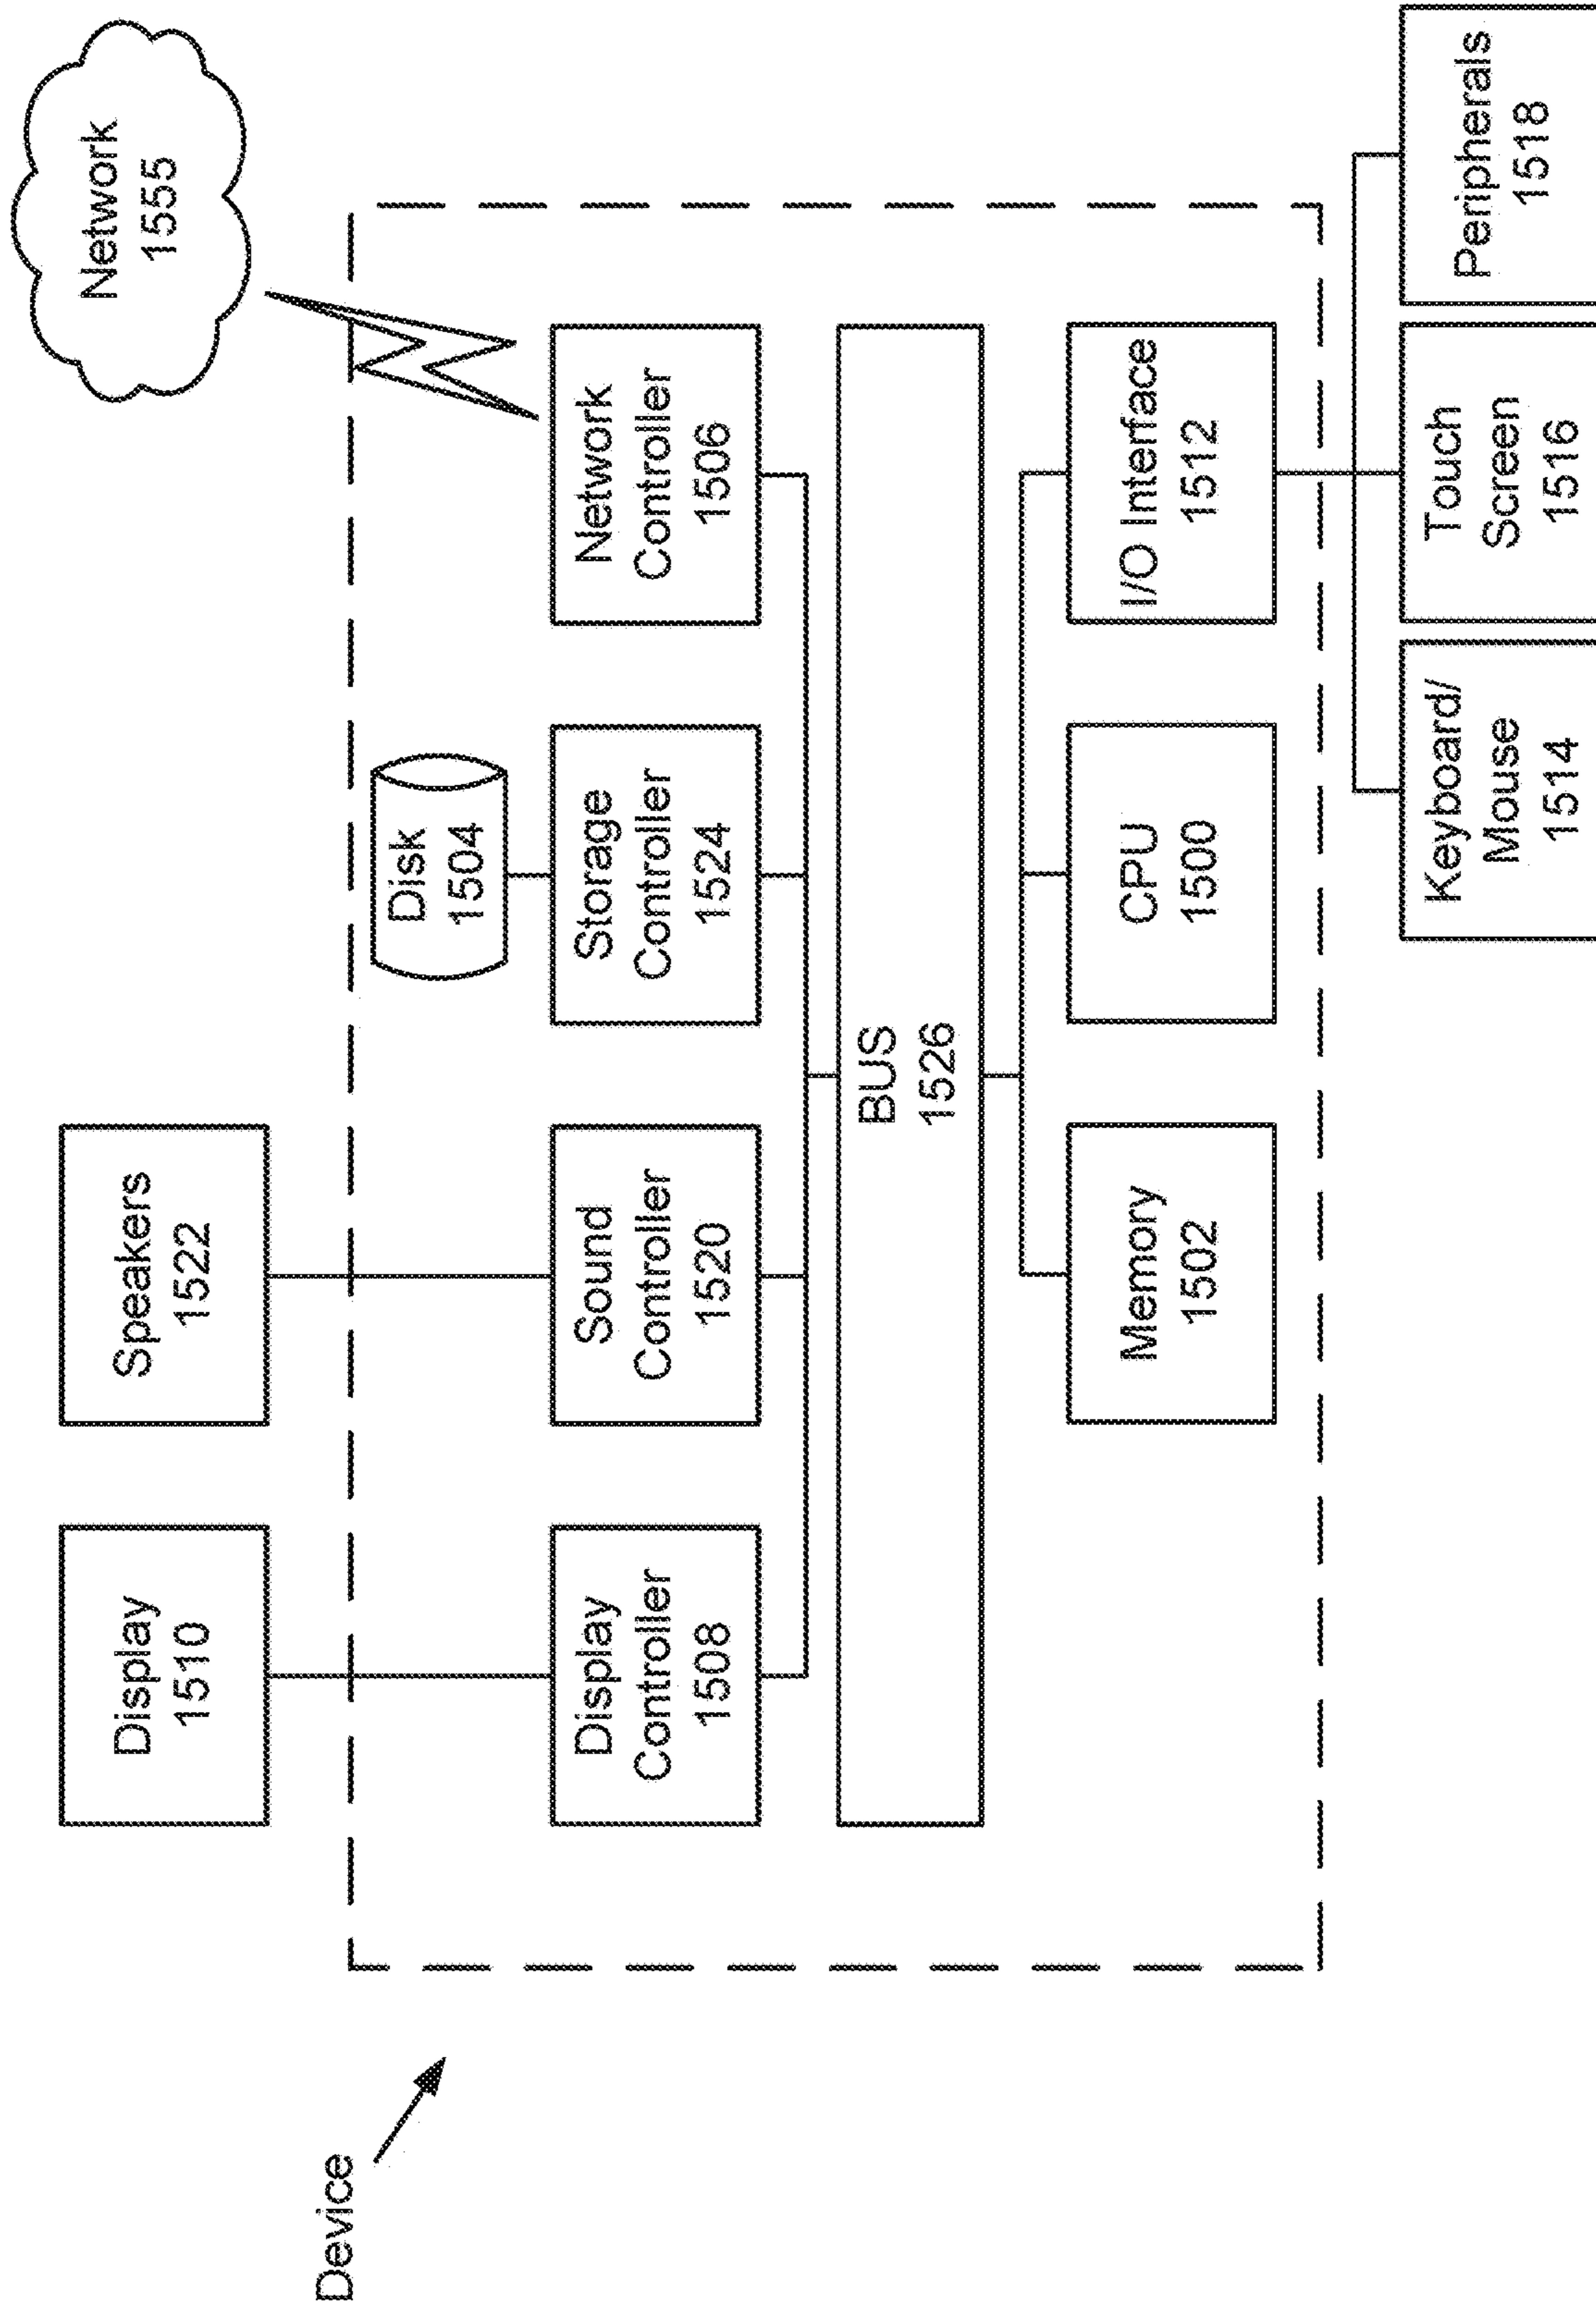 Device
Display
1510
Speakers
1522
Network
1555
Disk
1504
Display
Controller
1508
Sound
Controller
1520
Storage
Controller
1524
Network
Controller
1506
BUS
1526
Memory
1502
CPU
1500
I/O Interface
1512
Keyboard/
Mouse
1514
Touch
Screen
1516
Peripherals
1518